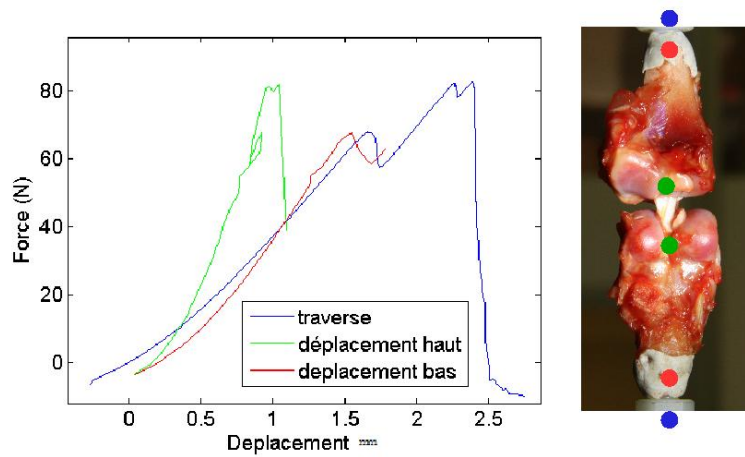 80
60
40
20
0
Force (N)
traverse
déplacement haut
deplacement bas
0 0.5 1 1.5 2 2.5
Deplacement mm